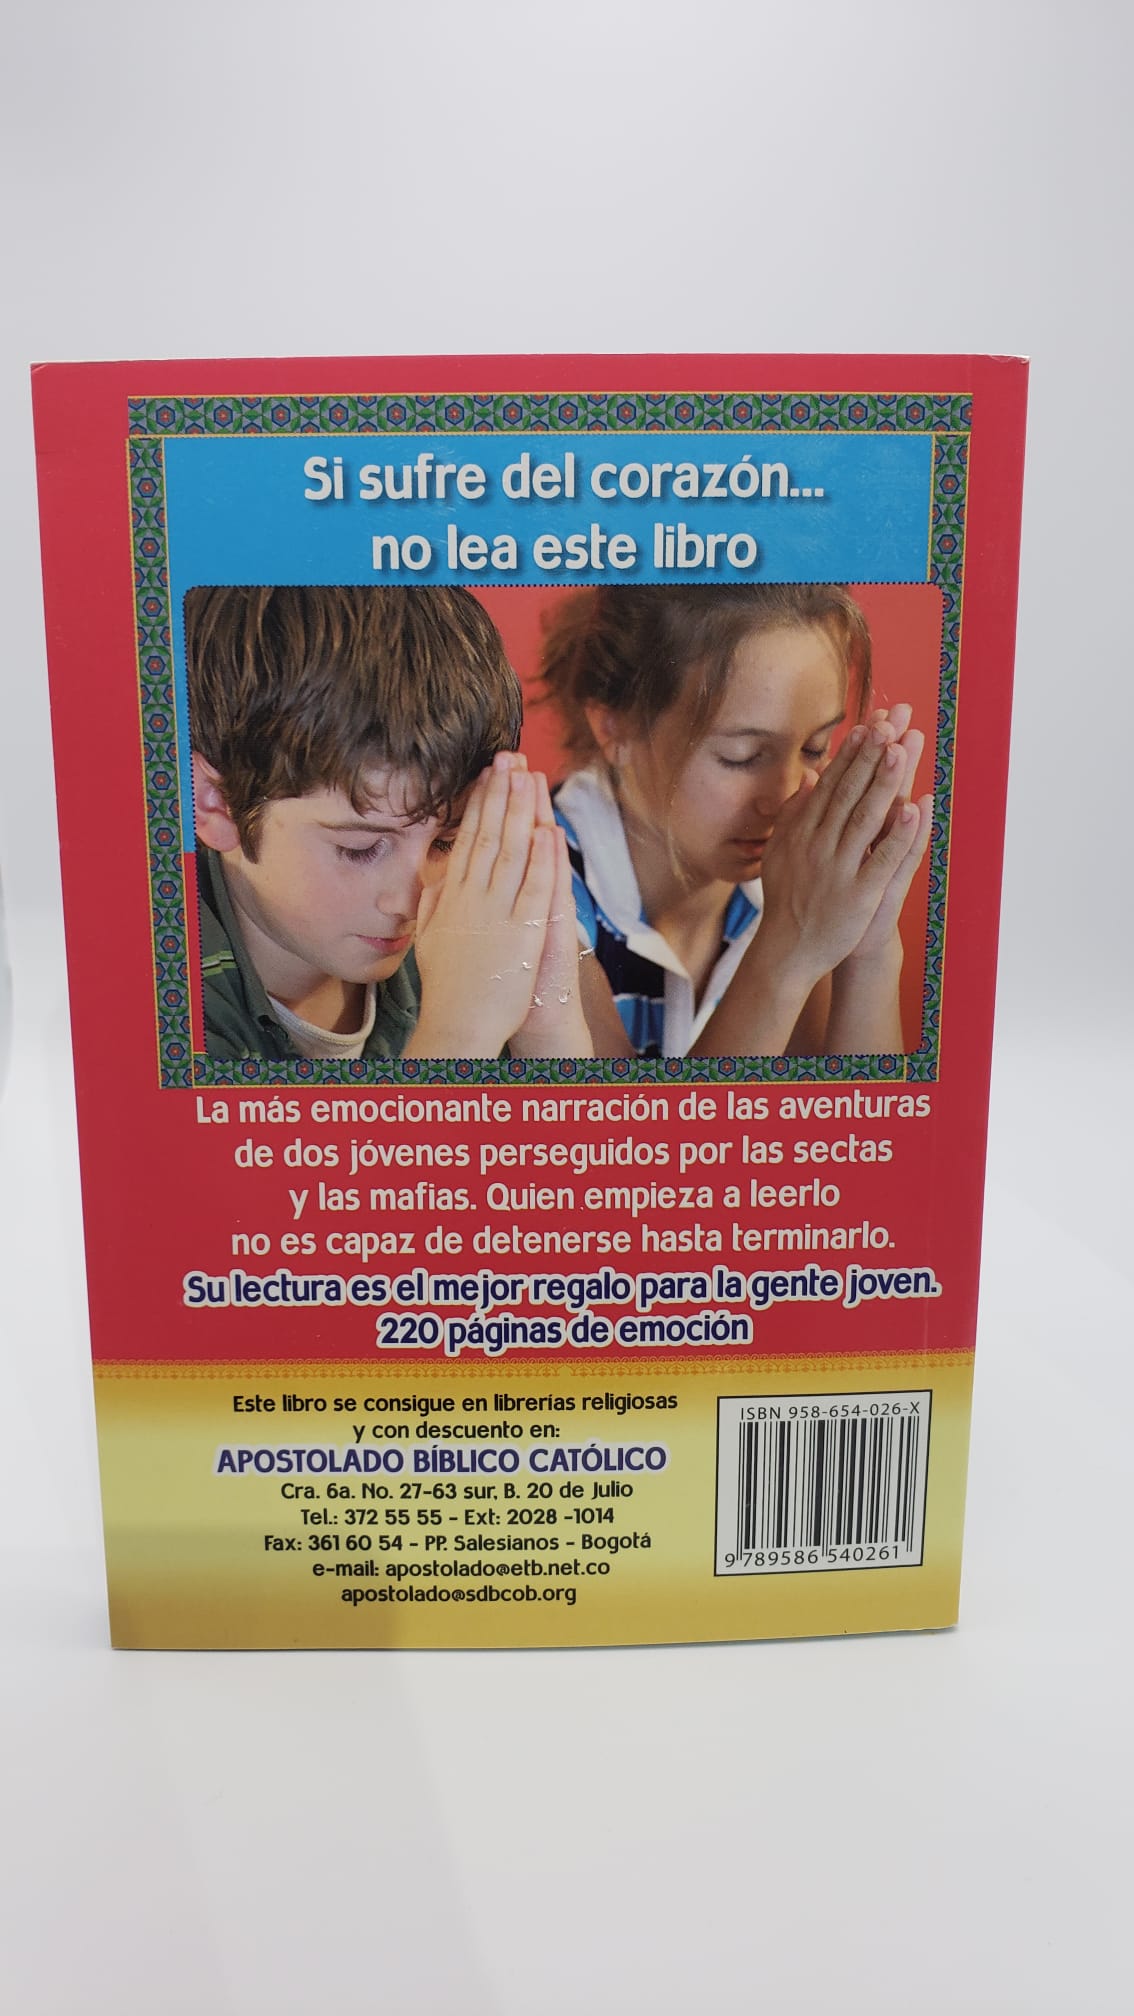 Si sufre del corazón...
no lea este libro
La más emocionante narración de las aventuras
de dos jóvenes perseguidos por las sectas
y las mafias. Quien empieza a leerlo
no es capaz de detenerse hasta terminarlo.
Su lectura es el mejor regalo para la gente joven.
220 páginas de emoción
Este libro se consigue en librerías religiosas
y con descuento en:
APOSTOLADO BÍBLICO CATÓLICO
Cra. 6a. No. 27-63 sur, B. 20 de Julio
Tel.: 372 55 55 - Ext: 2028 -1014
Fax: 361 60 54 - PP. Salesianos - Bogotá
e-mail: apostolado@etb.net.co
apostolado@sdbcob.org
ISBN 958-654-026-X
9 789586 540261